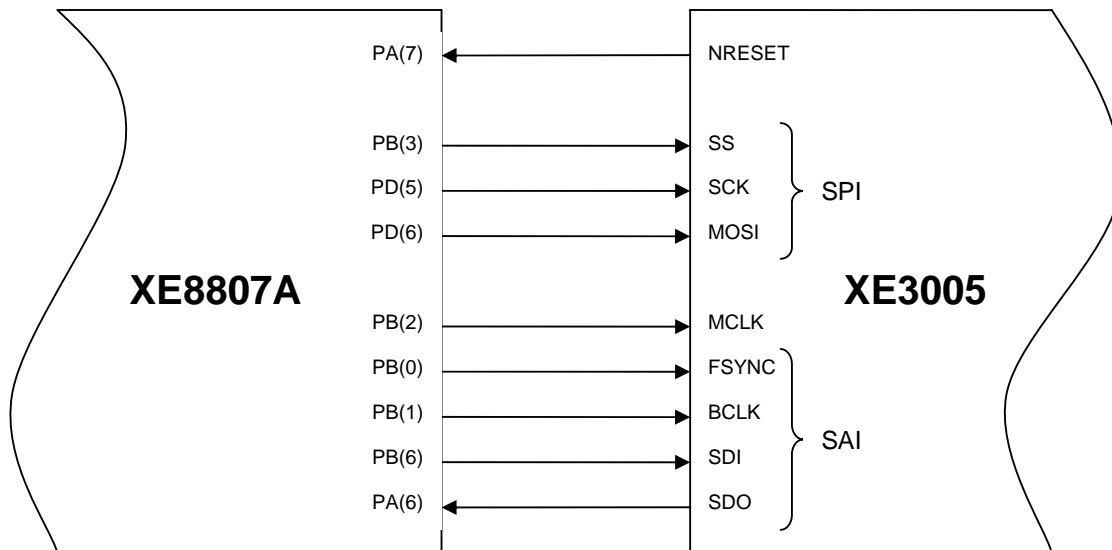 PA(7) NRESET
PB(3) SS
PD(5) SCK
SPI
PD(6) MOSI
XE8807A XE3005
PB(2) MCLK
PB(0) FSYNC
PB(1) BCLK
SAI
PB(6) SDI
PA(6) SDO